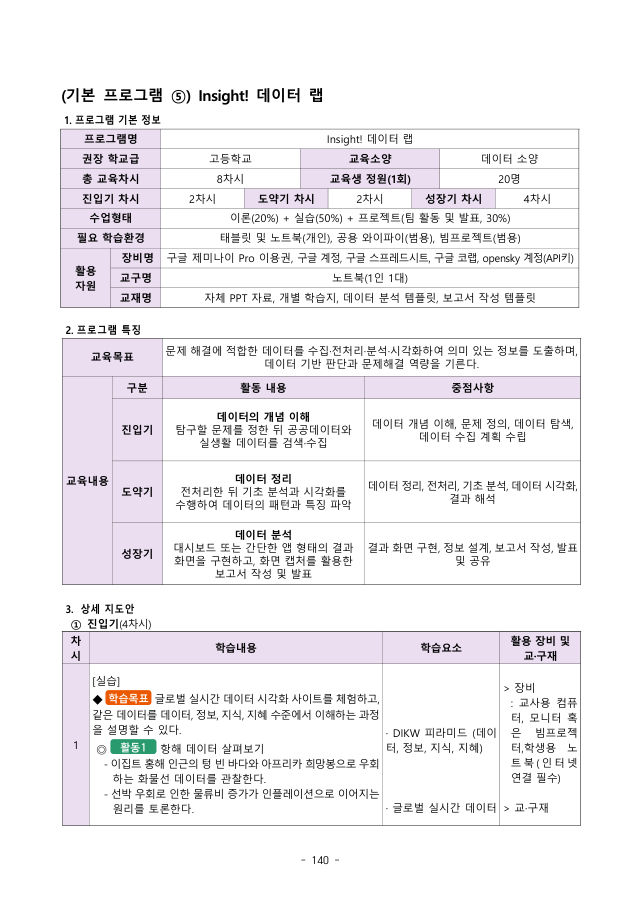 (기본 프로그램 ⑤) Insight! 데이터 랩
1. 프로그램 기본 정보
프로그램명 Insight! 데이터 랩
권장 학교급 고등학교 교육소양 데이터 소양
총 교육차시 8차시 교육생 정원(1회) 20명
진입기 차시 2차시 도약기 차시 2차시 성장기 차시 4차시
수업형태 이론(20%) + 실습(50%) + 프로젝트(팀 활동 및 발표, 30%)
필요 학습환경 태블릿 및 노트북(개인), 공용 와이파이(범용), 빔프로젝트(범용)
활용
자원
장비명 구글 제미나이 Pro 이용권, 구글 계정, 구글 스프레드시트, 구글 코랩, opensky 계정(API키)
교구명 노트북(1인 1대)
교재명 자체 PPT 자료, 개별 학습지, 데이터 분석 템플릿, 보고서 작성 템플릿
2. 프로그램 특징
교육목표
문제 해결에 적합한 데이터를 수집·전처리·분석·시각화하여 의미 있는 정보를 도출하며,
데이터 기반 판단과 문제해결 역량을 기른다.
교육내용
구분 활동 내용 중점사항
진입기
데이터의 개념 이해
탐구할 문제를 정한 뒤 공공데이터와
실생활 데이터를 검색·수집
데이터 개념 이해, 문제 정의, 데이터 탐색,
데이터 수집 계획 수립
도약기
데이터 정리
전처리한 뒤 기초 분석과 시각화를
수행하여 데이터의 패턴과 특징 파악
데이터 정리, 전처리, 기초 분석, 데이터 시각화,
결과 해석
성장기
데이터 분석
대시보드 또는 간단한 앱 형태의 결과
화면을 구현하고, 화면 캡처를 활용한
보고서 작성 및 발표
결과 화면 구현, 정보 설계, 보고서 작성, 발표
및 공유
3. 상세 지도안
① 진입기(4차시)
차
시
학습내용 학습요소
활용 장비 및
교·구재
1
[실습]
◆ 학습목표 글로벌 실시간 데이터 시각화 사이트를 체험하고,
같은 데이터를 데이터, 정보, 지식, 지혜 수준에서 이해하는 과정
을 설명할 수 있다.
◎ 활동1 항해 데이터 살펴보기
- 이집트 홍해 인근의 텅 빈 바다와 아프리카 희망봉으로 우회
하는 화물선 데이터를 관찰한다.
- 선박 우회로 인한 물류비 증가가 인플레이션으로 이어지는
원리를 토론한다.
· DIKW 피라미드 (데이
터, 정보, 지식, 지혜)
· 글로벌 실시간 데이터
> 장비
: 교사용 컴퓨
터, 모니터 혹
은 빔프로젝
터,학생용 노
트북(인터넷
연결 필수)
> 교·구재
- 140 -